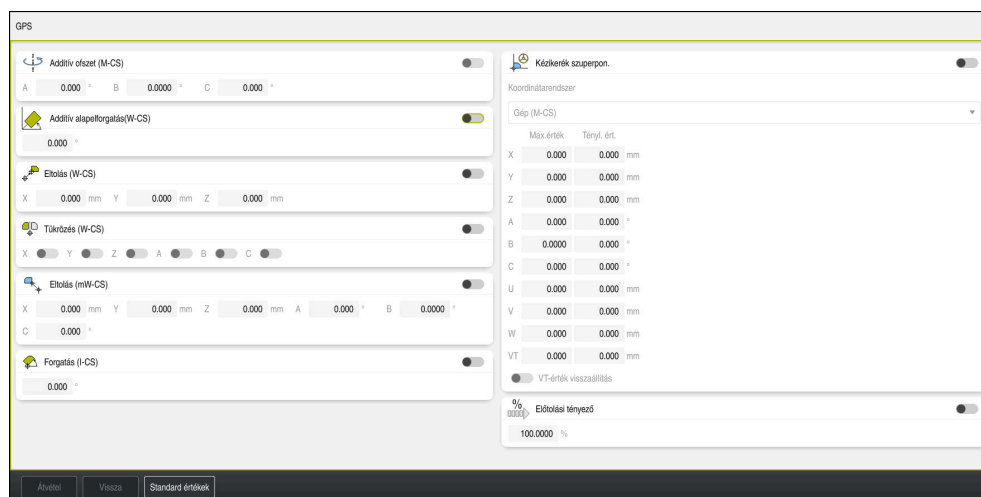 GPS
Additív ofszet (M-CS)
A 0.000 ° B 0.0000 ° C 0.000 °
Additív alapelforgatás(W-CS)
0.000 °
Eltolás (W-CS)
X 0.000 mm Y 0.000 mm Z 0.000 mm
Tükrözés (W-CS)
X Y Z A B C
Eltolás (mW-CS)
X 0.000 mm Y 0.000 mm Z 0.000 mm A 0.000 ° B 0.0000 °
C 0.000 °
Forgatás (I-CS)
0.000 °
Kézikerék szuperpon.
Koordinátarendszer
Gép (M-CS)
Max.érték Tényl. ért.
X 0.000 0.000 mm
Y 0.000 0.000 mm
Z 0.000 0.000 mm
A 0.000 0.000 °
B 0.0000 0.000 °
C 0.000 0.000 °
U 0.000 0.000 mm
V 0.000 0.000 mm
W 0.000 0.000 mm
VT 0.000 0.000 mm
VT-érték visszaállítás
%
Előtolási tényező
100.0000 %
Átvétel Vissza Standard értékek